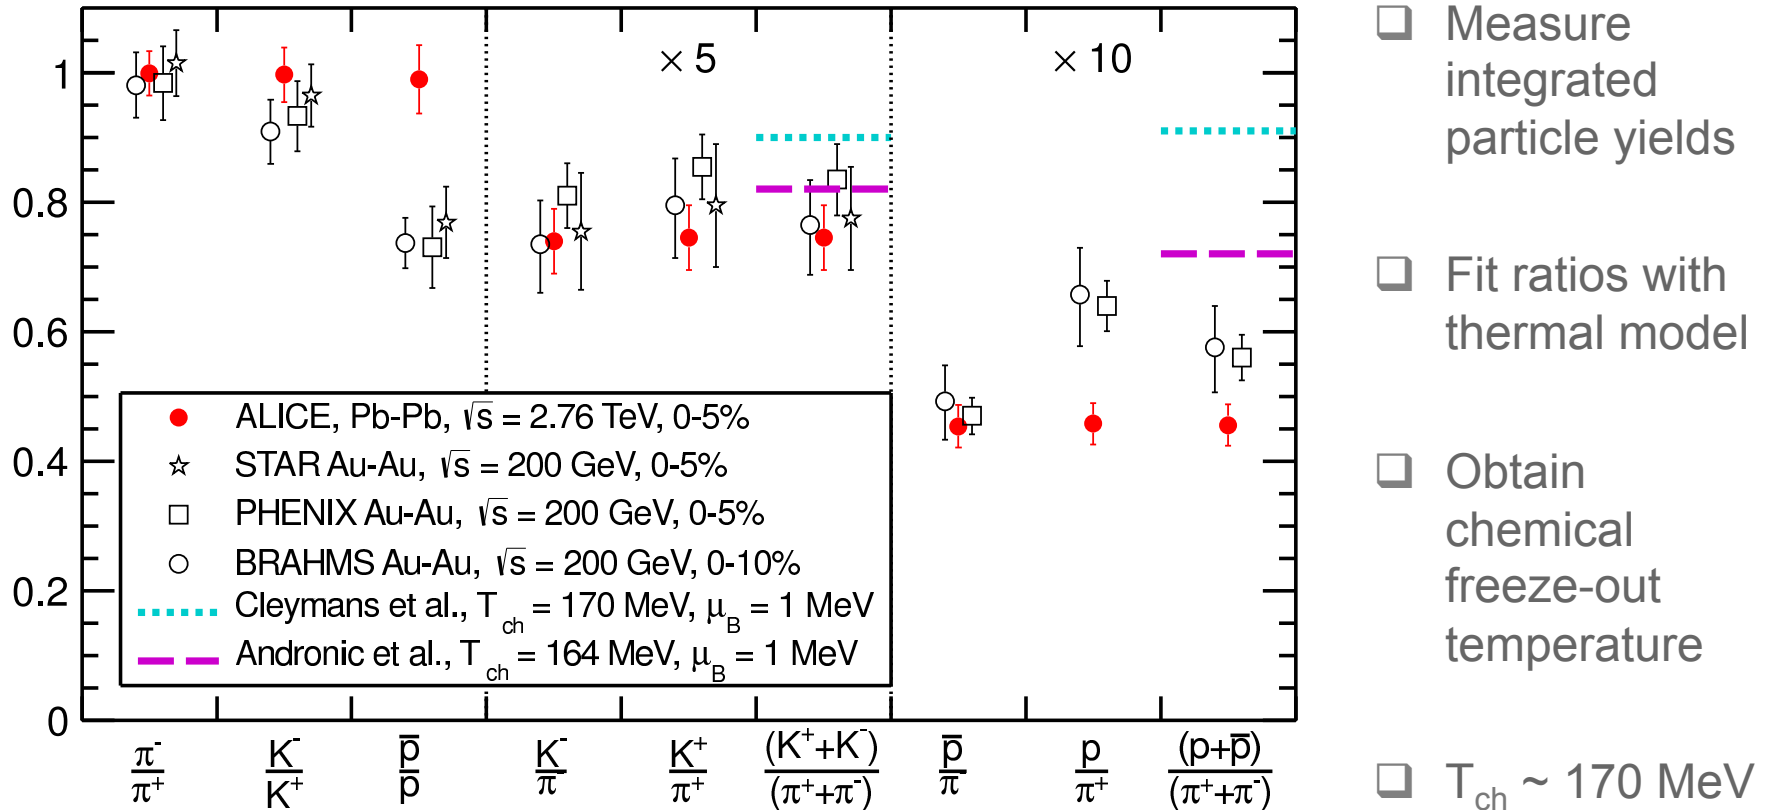 1
0.8
0.6
0.4
0.2
0
× 5
× 10
ALICE, Pb-Pb, √s = 2.76 TeV, 0-5%
STAR Au-Au, √s = 200 GeV, 0-5%
PHENIX Au-Au, √s = 200 GeV, 0-5%
BRAHMS Au-Au, √s = 200 GeV, 0-10%
Cleymans et al., T_ch = 170 MeV, μ_B = 1 MeV
Andronic et al., T_ch = 164 MeV, μ_B = 1 MeV
π⁻/π⁺
K⁻/K⁺
p̅/p
K⁻/π⁻
K⁺/π⁺
(K⁺+K⁻)/(π⁺+π⁻)
p̅/π⁻
p/π⁺
(p+p̅)/(π⁺+π⁻)
❑ Measure
integrated
particle yields
❑ Fit ratios with
thermal model
❑ Obtain
chemical
freeze-out
temperature
❑ T_ch ~ 170 MeV